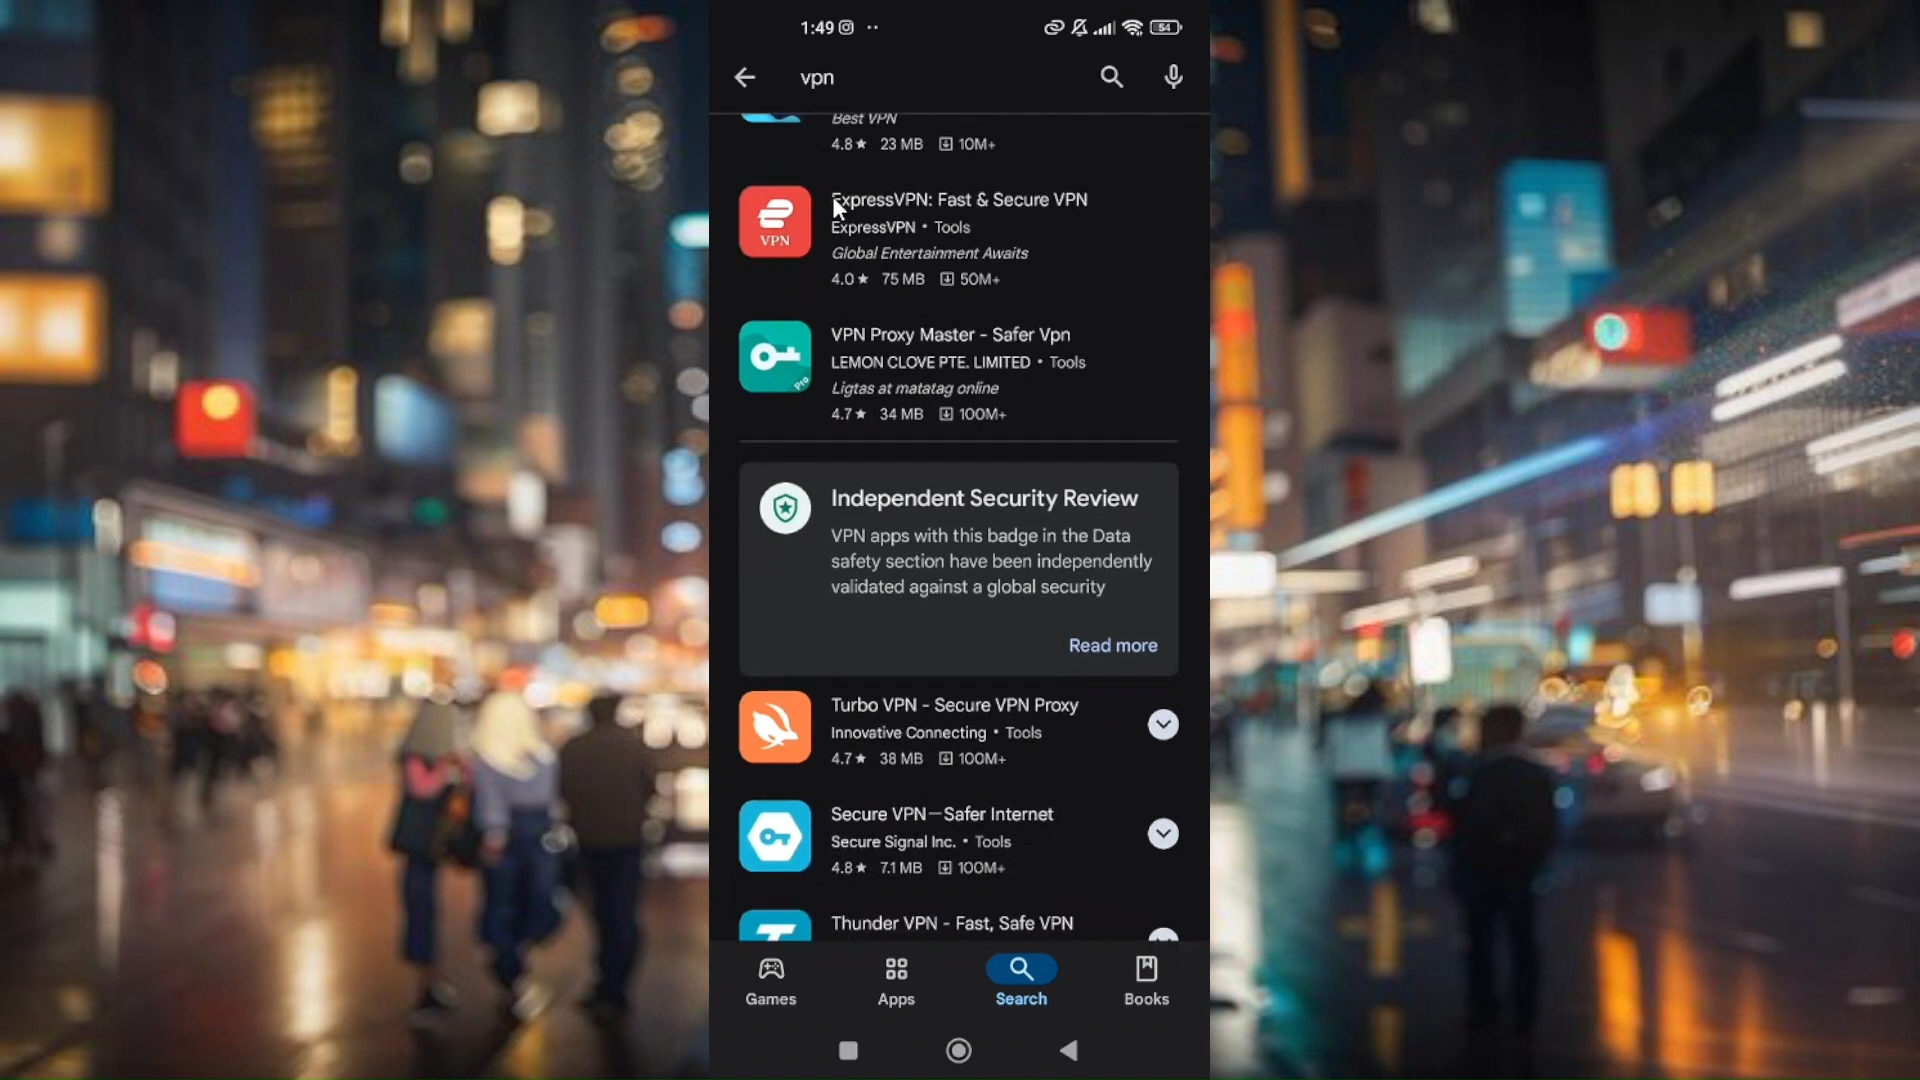 1:49
54
vpn
Best VPN
4.8★ 23 MB 10M+
VPN
ExpressVPN: Fast & Secure VPN
ExpressVPN • Tools
Global Entertainment Awaits
4.0★ 75 MB 50M+
Pro
VPN Proxy Master - Safer Vpn
LEMON CLOVE PTE. LIMITED • Tools
Ligtas at matatag online
4.7★ 34 MB 100M+
Independent Security Review
VPN apps with this badge in the Data
safety section have been independently
validated against a global security
Read more
Turbo VPN - Secure VPN Proxy
Innovative Connecting • Tools
4.7★ 38 MB 100M+
Secure VPN—Safer Internet
Secure Signal Inc. • Tools
4.8★ 7.1 MB 100M+
Thunder VPN - Fast, Safe VPN
Games Apps Search Books